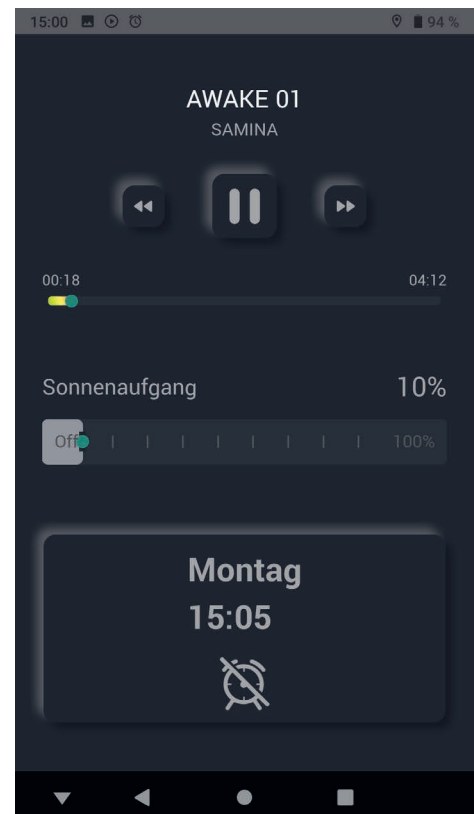 15:00 94 %
AWAKE 01
SAMINA
00:18 04:12
Sonnenaufgang 10%
Off 100%
Montag
15:05